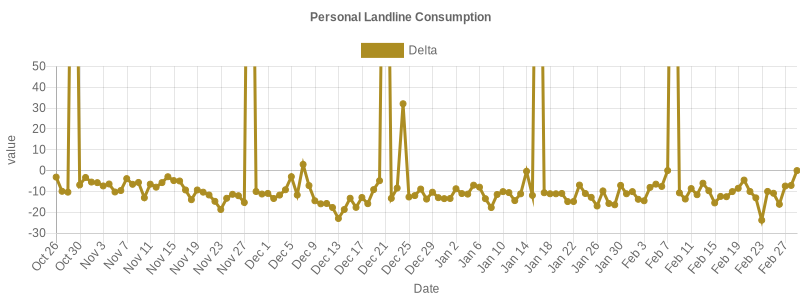 Personal Landline Consumption
Delta
50
40
30
20
10
0
-10
-20
-30
value
Oct 26
Oct 30
Nov 3
Nov 7
Nov 11
Nov 15
Nov 19
Nov 23
Nov 27
Dec 1
Dec 5
Dec 9
Dec 13
Dec 17
Dec 21
Dec 25
Dec 29
Jan 2
Jan 6
Jan 10
Jan 14
Jan 18
Jan 22
Jan 26
Jan 30
Feb 3
Feb 7
Feb 11
Feb 15
Feb 19
Feb 23
Feb 27
Date